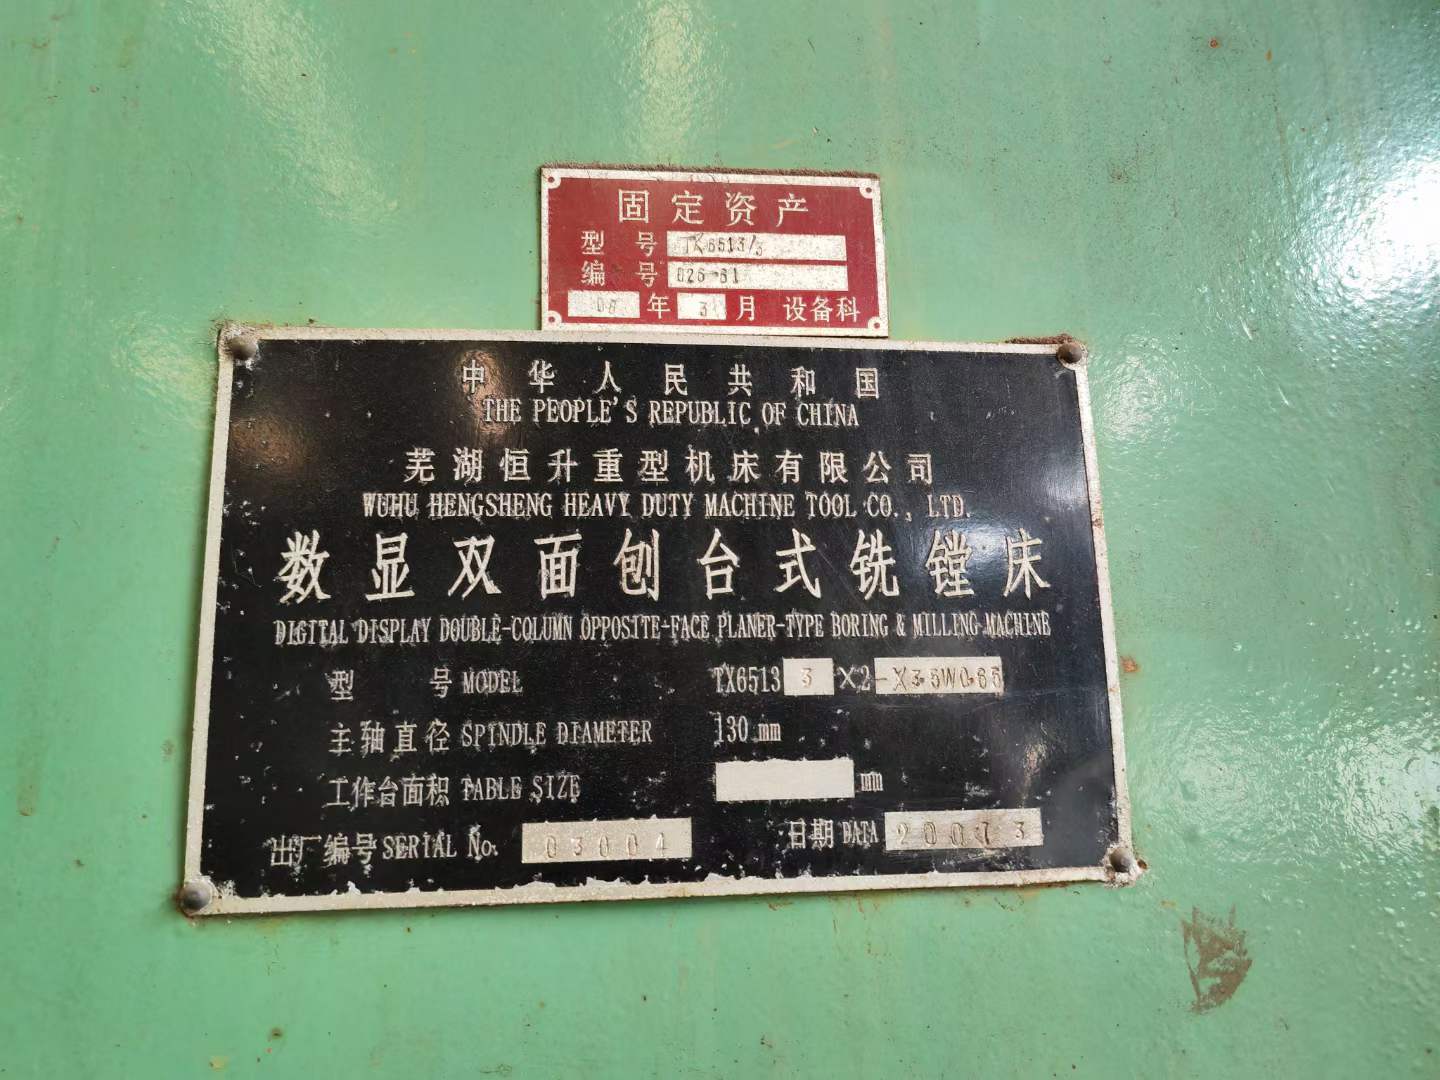 固定资产
型号 TX6513/3
编号 026-61
08 年 3 月 设备科
中华人民共和国
THE PEOPLE'S REPUBLIC OF CHINA
芜湖恒升重型机床有限公司
WUHU HENGSHENG HEAVY DUTY MACHINE TOOL CO., LTD.
数显双面刨台式铣镗床
DIGITAL DISPLAY DOUBLE-COLUMN OPPOSITE-FACE PLANER-TYPE BORING & MILLING MACHINE
型号 MODEL TX6513 3 ×2-X35W0.65
主轴直径 SPINDLE DIAMETER 130 mm
工作台面积 TABLE SIZE mm
出厂编号 SERIAL No. 03004 日期 DATA 2007 3